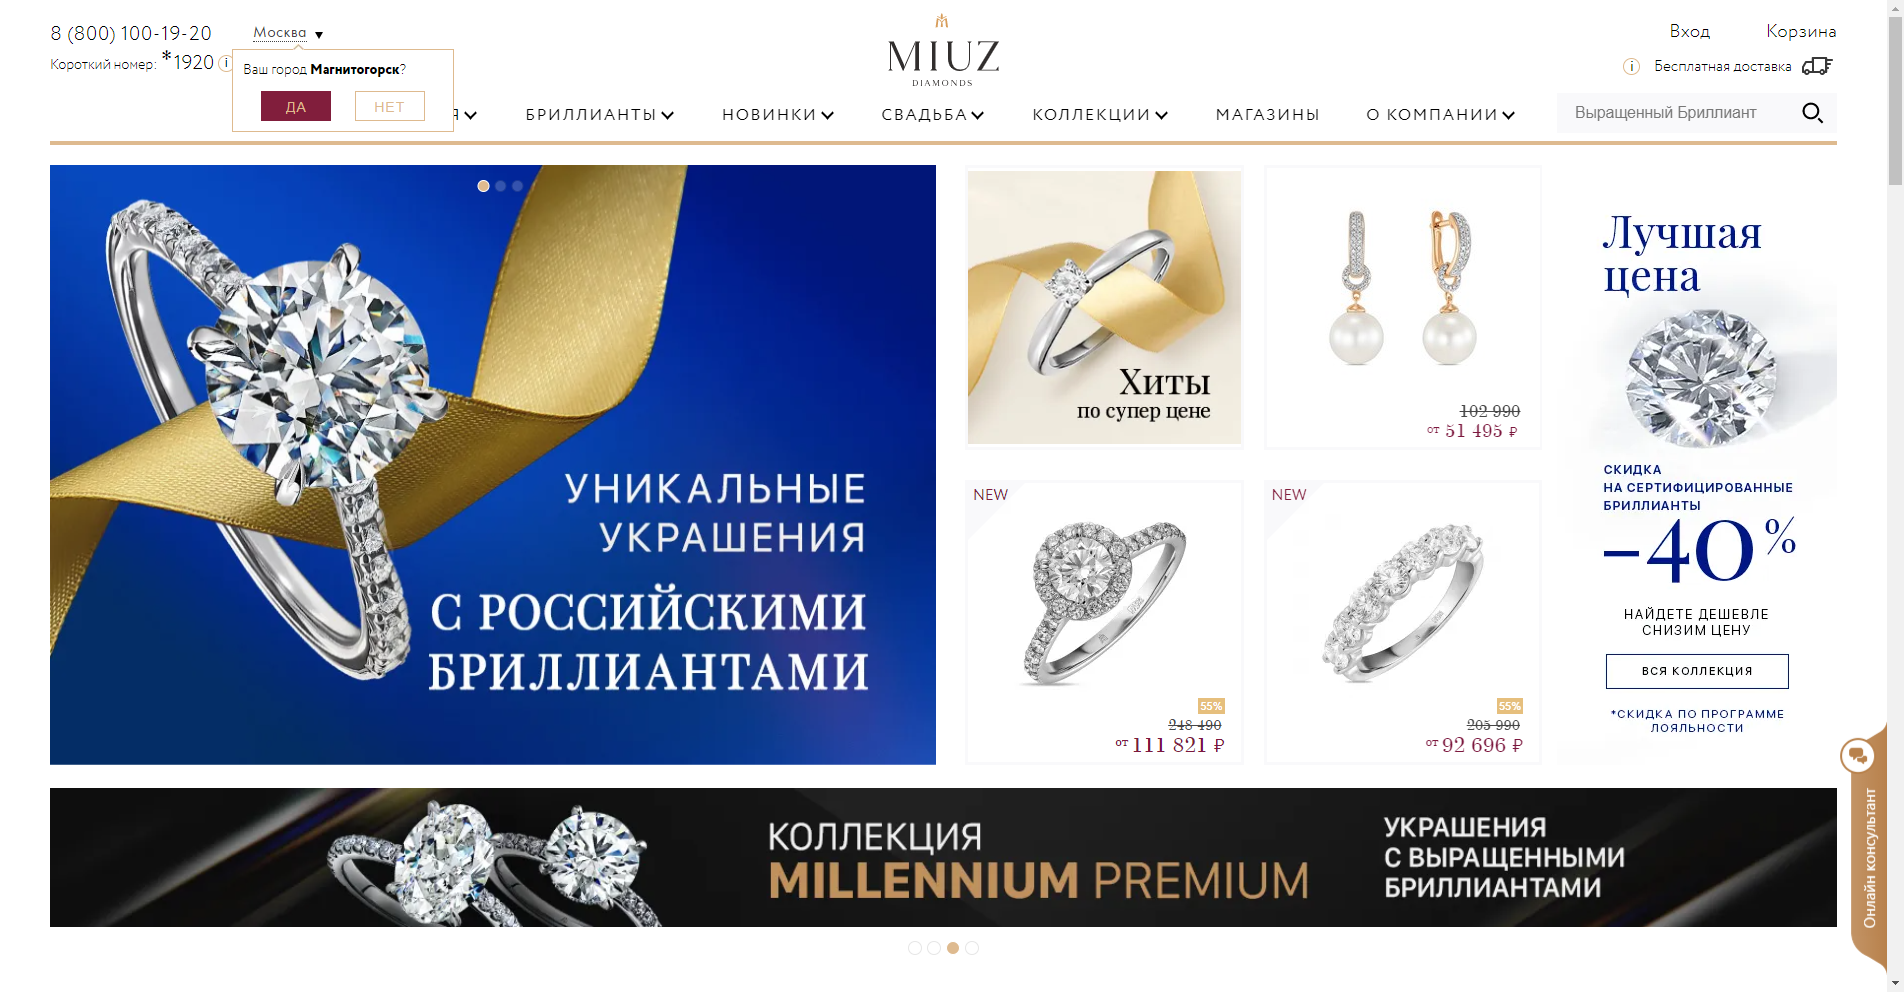 8 (800) 100-19-20
Москва
Короткий номер: *1920
Ваш город Магнитогорск?
ДА
НЕТ
MIUZ
DIAMONDS
Вход
Корзина
Бесплатная доставка
Я
БРИЛЛИАНТЫ
НОВИНКИ
СВАДЬБА
КОЛЛЕКЦИИ
МАГАЗИНЫ
О КОМПАНИИ
Выращенный Бриллиант
УНИКАЛЬНЫЕ
УКРАШЕНИЯ
С РОССИЙСКИМИ
БРИЛЛИАНТАМИ
Хиты
по супер цене
102 990
от 51 495 ₽
NEW
55%
248 490
от 111 821 ₽
NEW
55%
205 990
от 92 696 ₽
Лучшая
цена
СКИДКА
НА СЕРТИФИЦИРОВАННЫЕ
БРИЛЛИАНТЫ
–40%
НАЙДЕТЕ ДЕШЕВЛЕ
СНИЗИМ ЦЕНУ
ВСЯ КОЛЛЕКЦИЯ
*СКИДКА ПО ПРОГРАММЕ
ЛОЯЛЬНОСТИ
КОЛЛЕКЦИЯ
MILLENNIUM PREMIUM
УКРАШЕНИЯ
С ВЫРАЩЕННЫМИ
БРИЛЛИАНТАМИ
Онлайн консультант